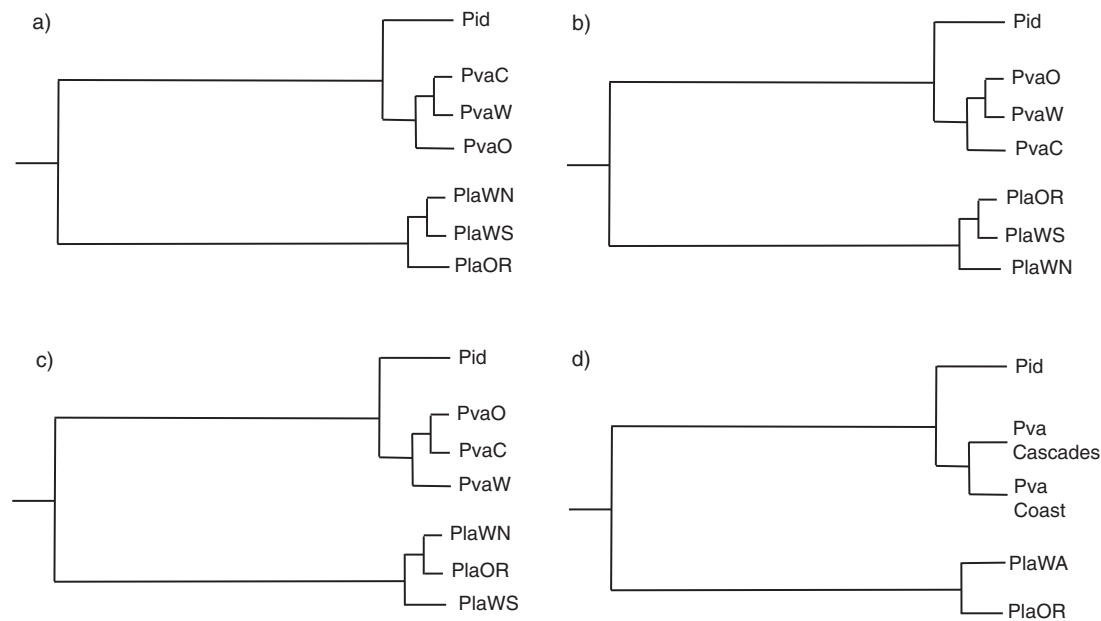 a)
Pid
PvaC
PvaW
PvaO
PlaWN
PlaWS
PlaOR
b)
Pid
PvaO
PvaW
PvaC
PlaOR
PlaWS
PlaWN
c)
Pid
PvaO
PvaC
PvaW
PlaWN
PlaOR
PlaWS
d)
Pid
Pva
Cascades
Pva
Coast
PlaWA
PlaOR